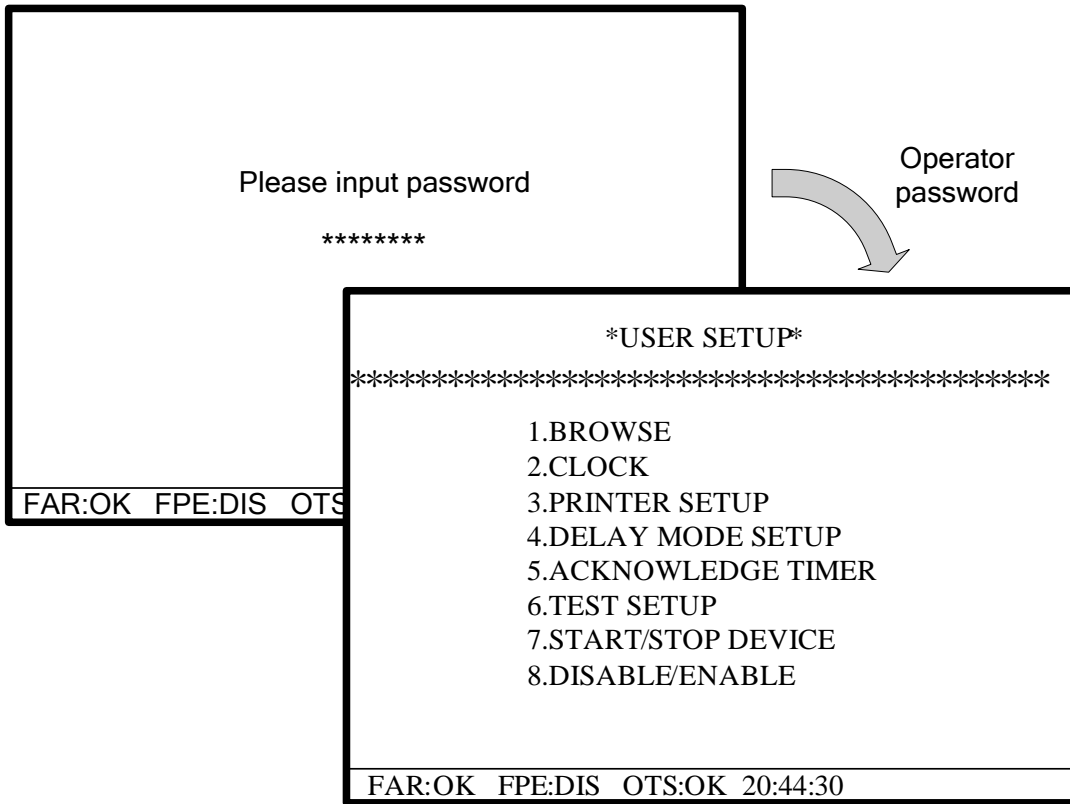 Please input password
********
FAR:OK FPE:DIS OTS
Operator
password
*USER SETUP*
*******************************************
1.BROWSE
2.CLOCK
3.PRINTER SETUP
4.DELAY MODE SETUP
5.ACKNOWLEDGE TIMER
6.TEST SETUP
7.START/STOP DEVICE
8.DISABLE/ENABLE
FAR:OK FPE:DIS OTS:OK 20:44:30